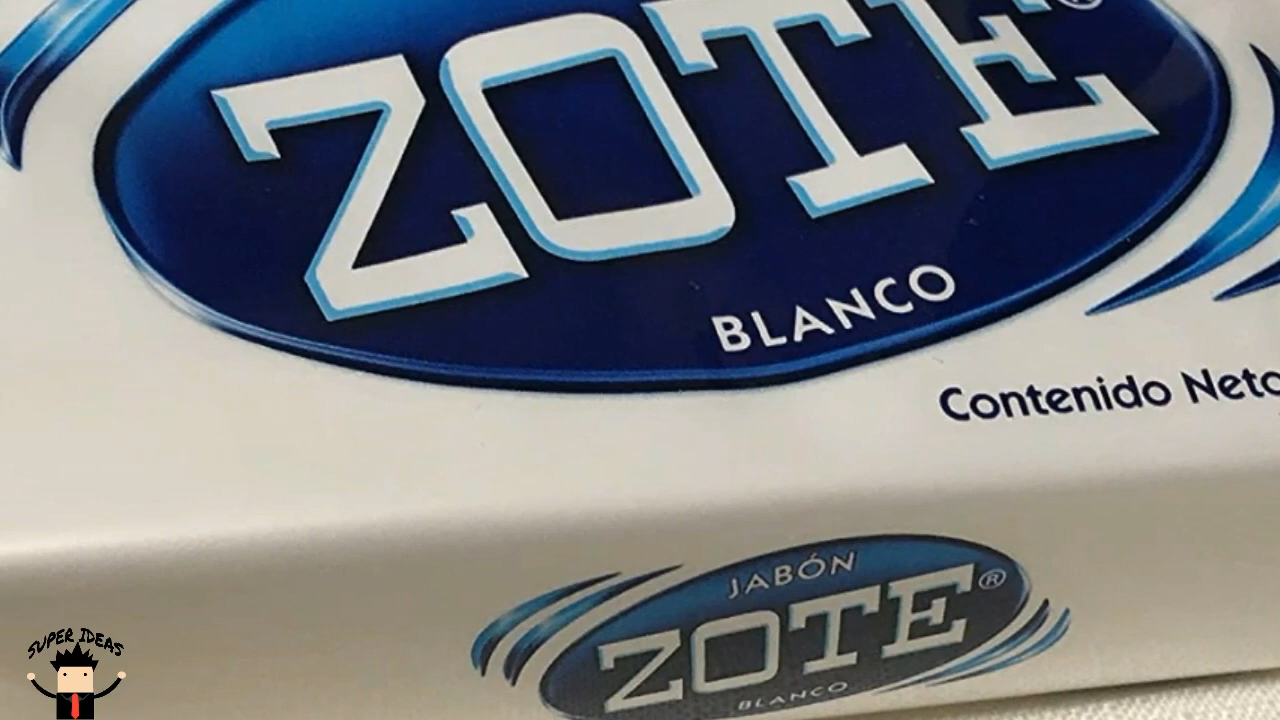 ZOTE
BLANCO
Contenido Neto
JABÓN
ZOTE®
BLANCO
SUPER IDEAS